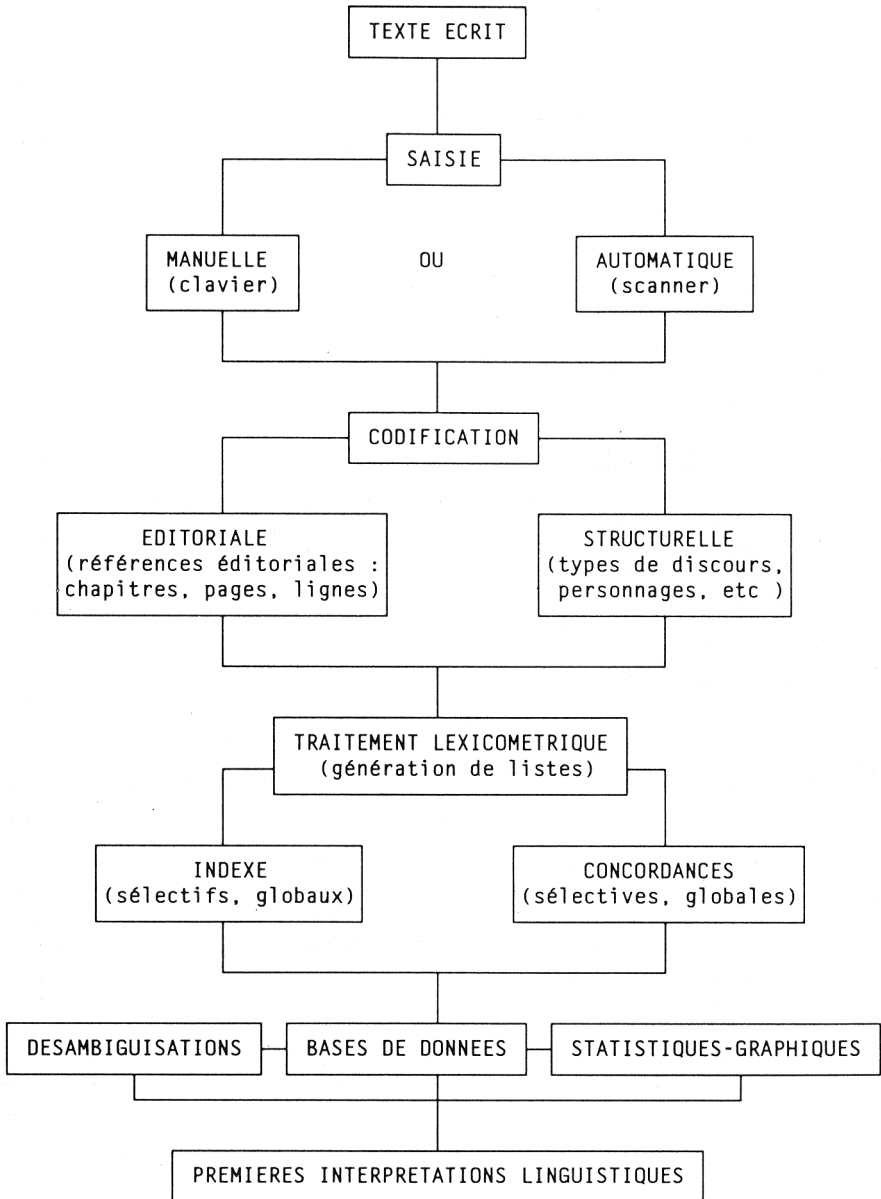 TEXTE ECRIT
SAISIE
MANUELLE
(clavier)
OU
AUTOMATIQUE
(scanner)
CODIFICATION
EDITORIALE
(références éditoriales :
chapitres, pages, lignes)
STRUCTURELLE
(types de discours,
personnages, etc )
TRAITEMENT LEXICOMETRIQUE
(génération de listes)
INDEXE
(sélectifs, globaux)
CONCORDANCES
(sélectives, globales)
DESAMBIGUISATIONS
BASES DE DONNEES
STATISTIQUES-GRAPHIQUES
PREMIERES INTERPRETATIONS LINGUISTIQUES